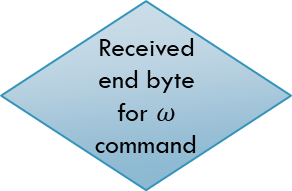 Received
end byte
for ω
command